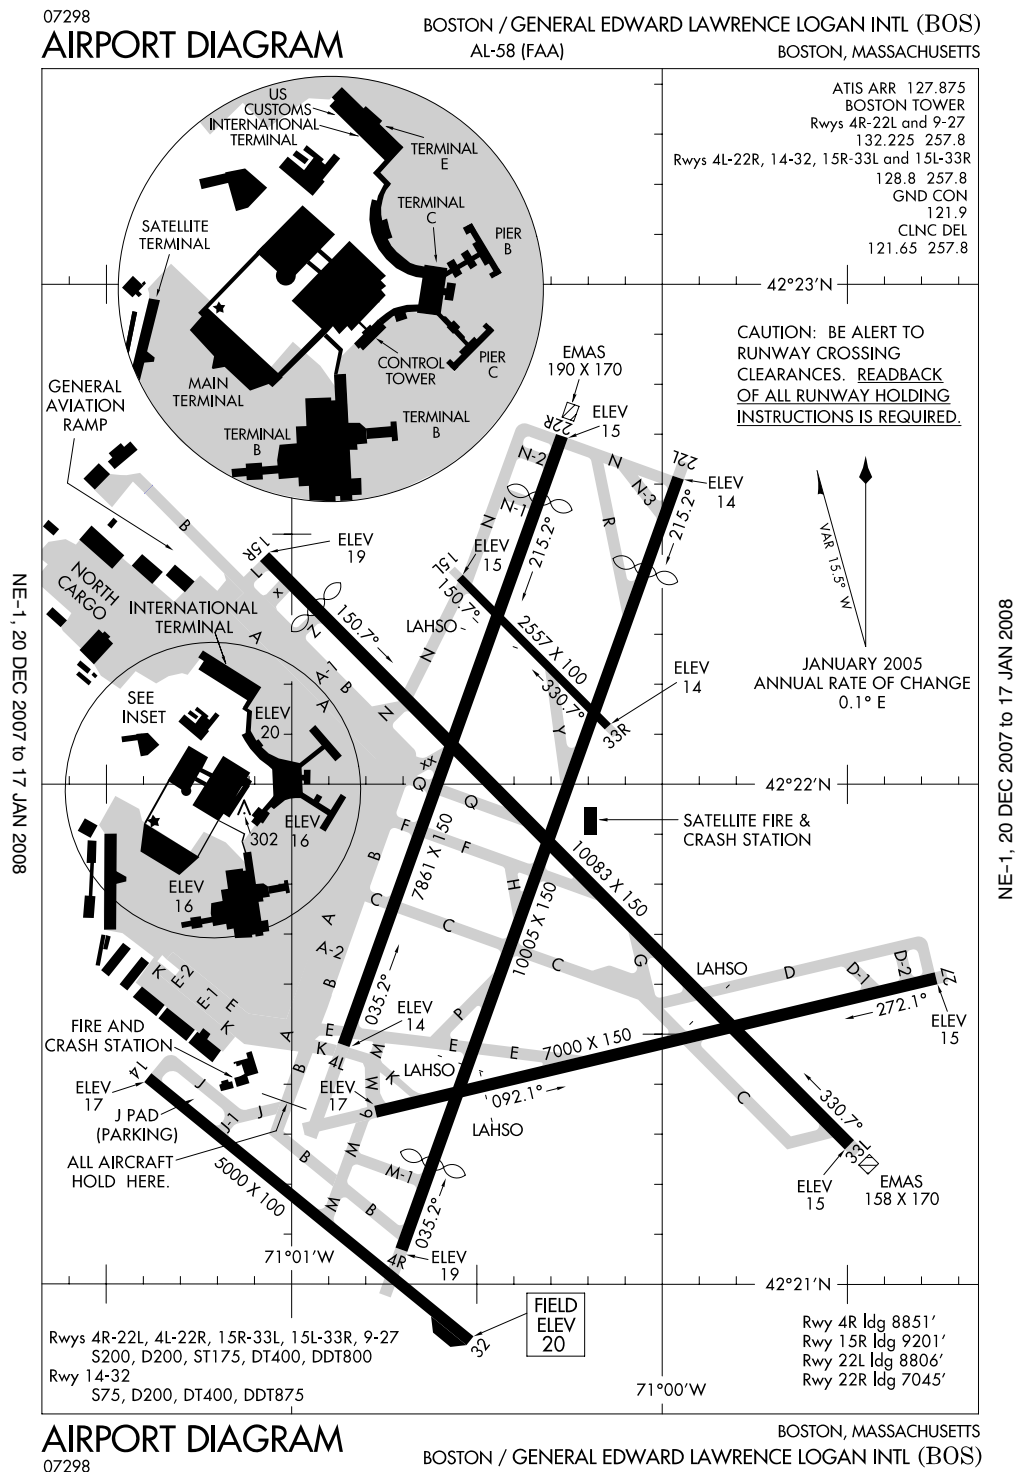 07298
AIRPORT DIAGRAM
BOSTON / GENERAL EDWARD LAWRENCE LOGAN INTL (BOS)
AL-58 (FAA)
BOSTON, MASSACHUSETTS
ATIS ARR 127.875
BOSTON TOWER
Rwys 4R-22L and 9-27
132.225 257.8
Rwys 4L-22R, 14-32, 15R-33L and 15L-33R
128.8 257.8
GND CON
121.9
CLNC DEL
121.65 257.8
US
CUSTOMS
INTERNATIONAL
TERMINAL
TERMINAL
E
TERMINAL
C
PIER
B
SATELLITE
TERMINAL
MAIN
TERMINAL
CONTROL
TOWER
PIER
C
TERMINAL
B
TERMINAL
B
42°23'N
CAUTION: BE ALERT TO
RUNWAY CROSSING
CLEARANCES. READBACK
OF ALL RUNWAY HOLDING
INSTRUCTIONS IS REQUIRED.
GENERAL
AVIATION
RAMP
EMAS
190 X 170
22R
ELEV
15
N-2
N
N-3
22L
ELEV
14
N-1
N
R
215.2°
215.2°
VAR 15.5° W
JANUARY 2005
ANNUAL RATE OF CHANGE
0.1° E
B
15R
ELEV
19
L
x
150.7°
N
A
A-1
B
A
N
NORTH
CARGO
INTERNATIONAL
TERMINAL
SEE
INSET
ELEV
20
15L
ELEV
15
150.7°
LAHSO
N
2557 X 100
330.7°
Y
33R
ELEV
14
42°22'N
xx
Q
Q
SATELLITE FIRE &
CRASH STATION
302
ELEV
16
ELEV
16
F
F
B
C
C
C
H
G
7861 X 150
10005 X 150
10083 X 150
A
A-2
B
035.2°
P
LAHSO
D
D-1
D-2
27
272.1°
ELEV
15
K
E-2
E-1
E
K
FIRE AND
CRASH STATION
A
B
E
K
4L
ELEV
14
M
M
K
E
E
7000 X 150
LAHSO
ELEV
17
9
092.1°
LAHSO
14
ELEV
17
J
J PAD
(PARKING)
J-1
J
ALL AIRCRAFT
HOLD HERE.
B
B
M
M
M-1
5000 X 100
035.2°
4R
ELEV
19
C
330.7°
33L
ELEV
15
EMAS
158 X 170
71°01'W
42°21'N
FIELD
ELEV
20
32
Rwys 4R-22L, 4L-22R, 15R-33L, 15L-33R, 9-27
S200, D200, ST175, DT400, DDT800
Rwy 14-32
S75, D200, DT400, DDT875
71°00'W
Rwy 4R ldg 8851'
Rwy 15R ldg 9201'
Rwy 22L ldg 8806'
Rwy 22R ldg 7045'
NE-1, 20 DEC 2007 to 17 JAN 2008
NE-1, 20 DEC 2007 to 17 JAN 2008
AIRPORT DIAGRAM
07298
BOSTON, MASSACHUSETTS
BOSTON / GENERAL EDWARD LAWRENCE LOGAN INTL (BOS)